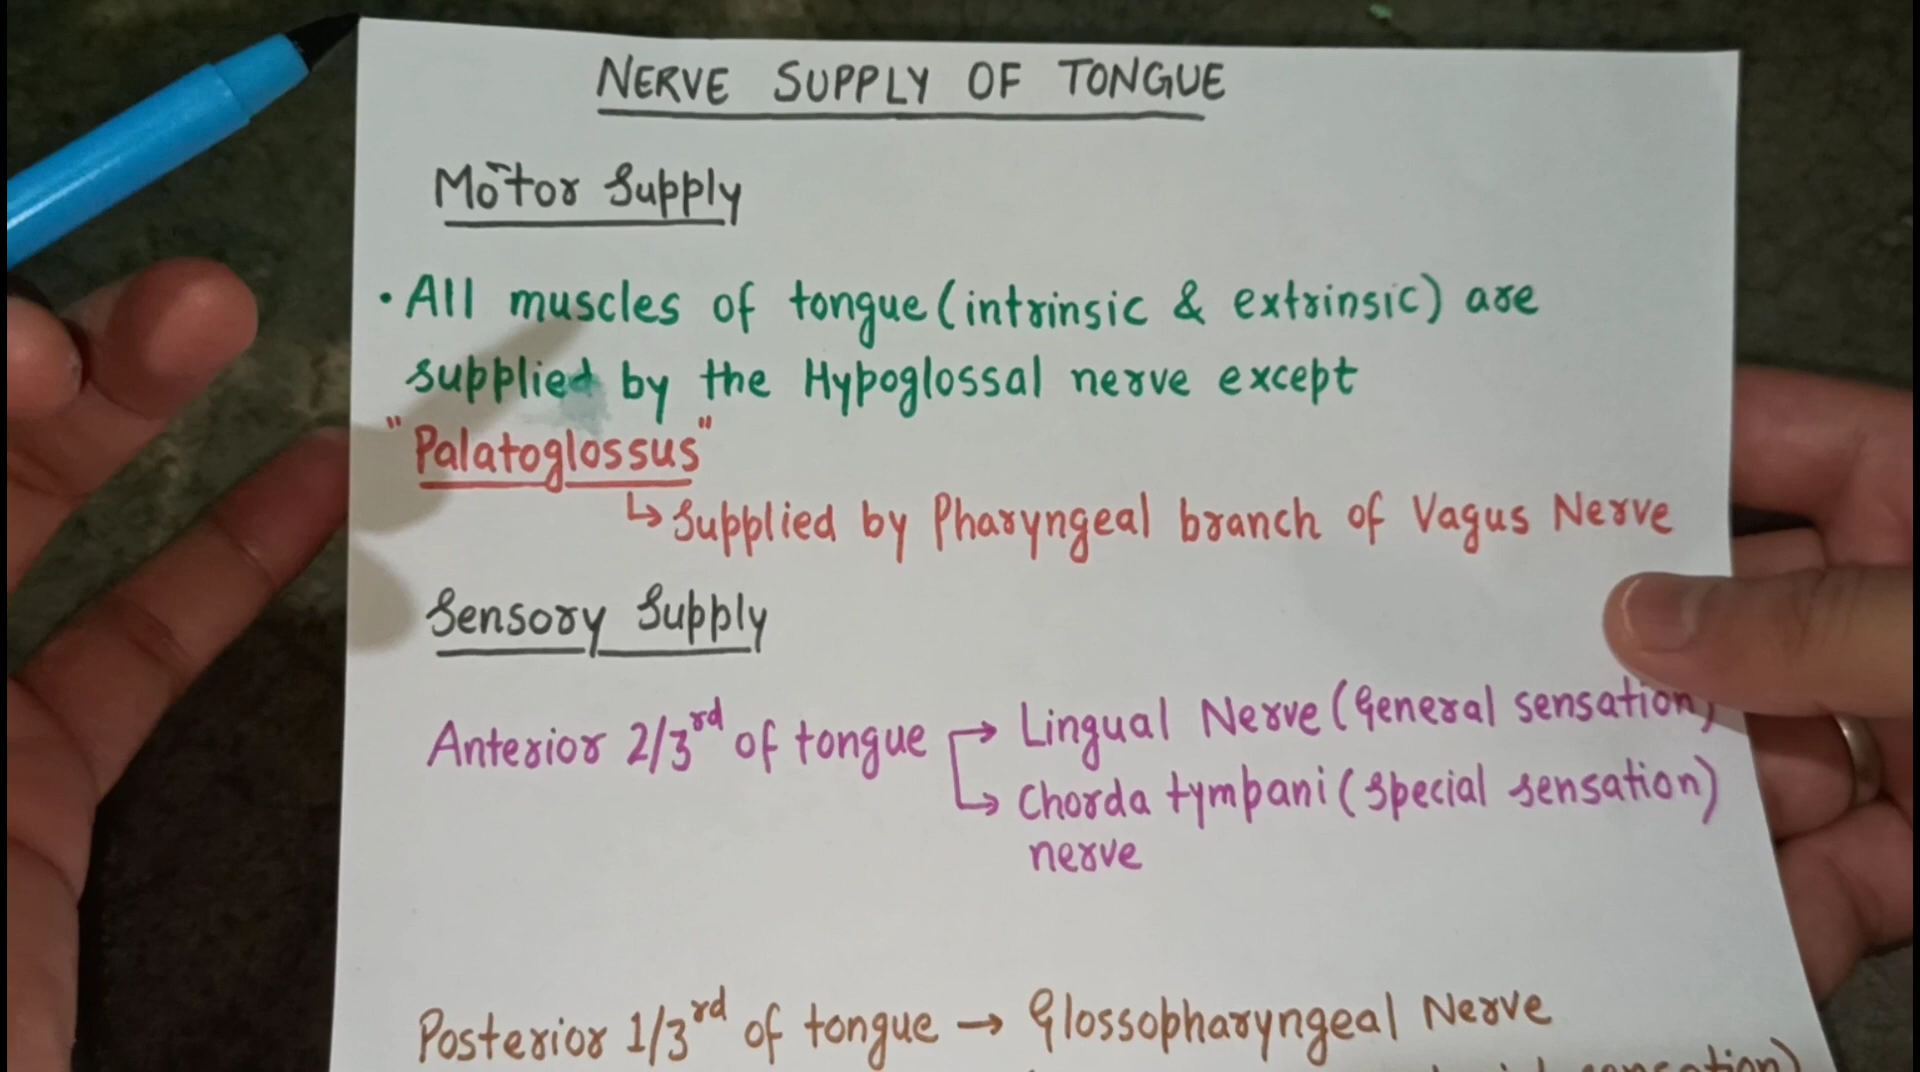 NERVE SUPPLY OF TONGUE
Motor Supply
• All muscles of tongue (intrinsic & extrinsic) are
supplied by the Hypoglossal nerve except
"Palatoglossus"
↳ Supplied by Pharyngeal branch of Vagus Nerve
Sensory Supply
Anterior 2/3rd of tongue → Lingual Nerve (General sensation)
↳ Chorda tympani (special sensation)
nerve
Posterior 1/3rd of tongue → Glossopharyngeal Nerve
sensation)